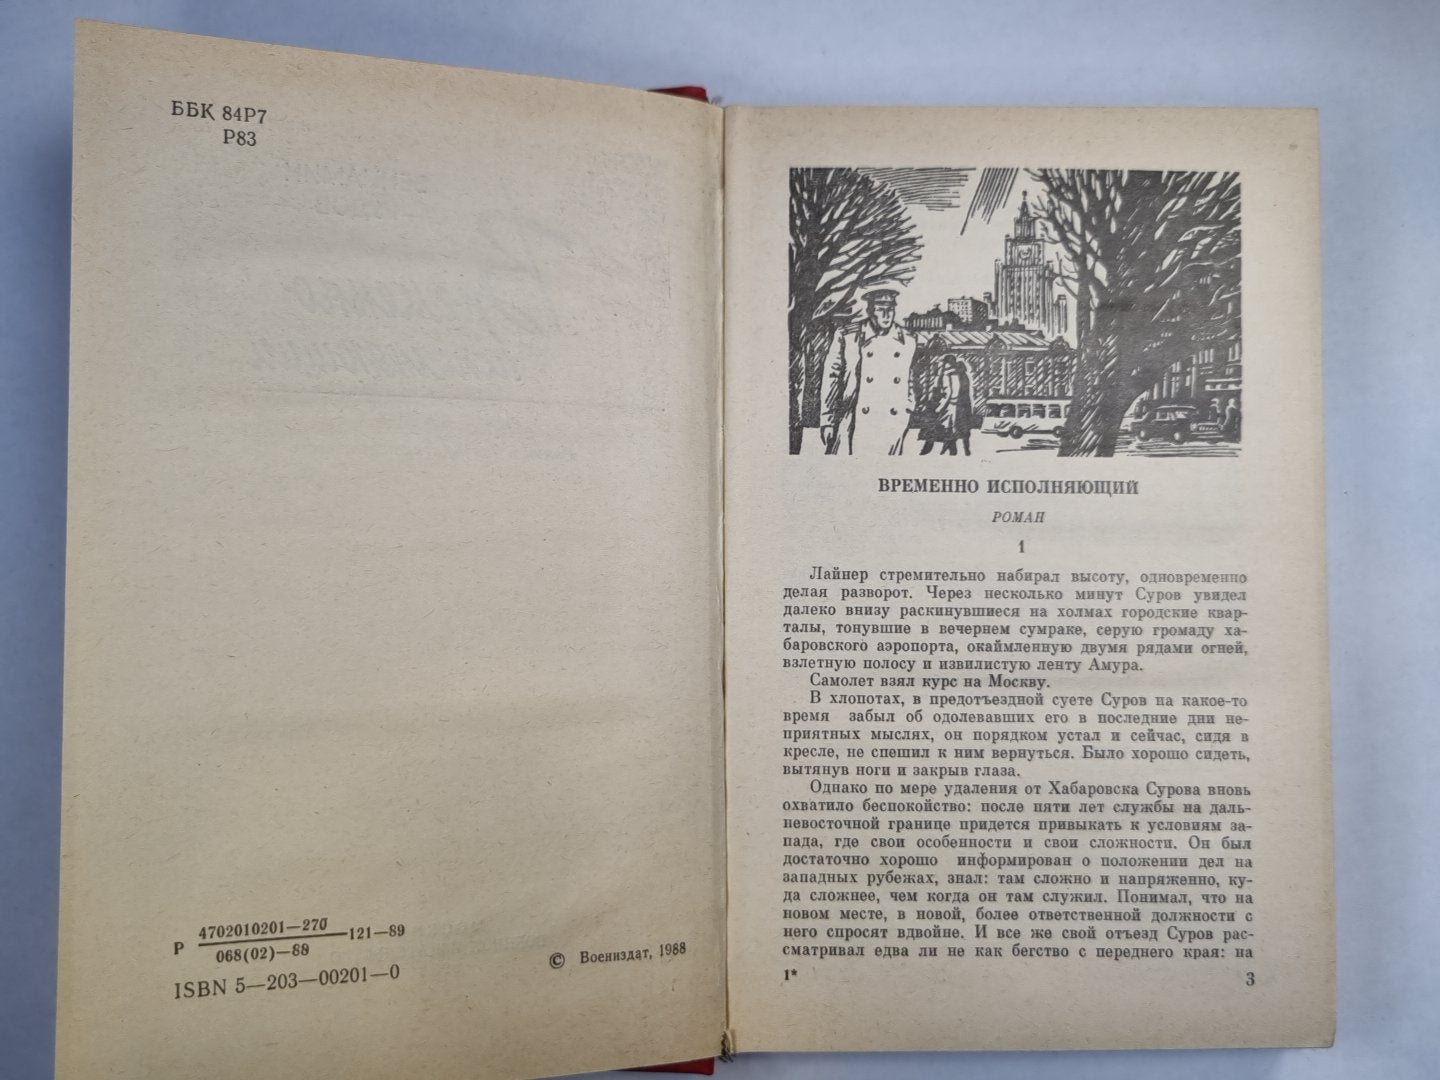 ББК 84Р7
Р83
Р 4702010201—270
068(02)—88
—121—89
ISBN 5—203—00201—0
© Воениздат, 1988
ВРЕМЕННО ИСПОЛНЯЮЩИЙ
РОМАН
1
Лайнер стремительно набирал высоту, одновременно
делая разворот. Через несколько минут Суров увидел
далеко внизу раскинувшиеся на холмах городские квар-
талы, тонувшие в вечернем сумраке, серую громаду ха-
баровского аэропорта, окаймленную двумя рядами огней,
взлетную полосу и извилистую ленту Амура.
Самолет взял курс на Москву.
В хлопотах, в предотъездной суете Суров на какое-то
время забыл об одолевавших его в последние дни не-
приятных мыслях, он порядком устал и сейчас, сидя в
кресле, не спешил к ним вернуться. Было хорошо сидеть,
вытянув ноги и закрыв глаза.
Однако по мере удаления от Хабаровска Сурова вновь
охватило беспокойство: после пяти лет службы на даль-
невосточной границе придется привыкать к условиям за-
пада, где свои особенности и свои сложности. Он был
достаточно хорошо информирован о положении дел на
западных рубежах, знал: там сложно и напряженно, ку-
да сложнее, чем когда он там служил. Понимал, что на
новом месте, в новой, более ответственной должности с
него спросят вдвойне. И все же свой отъезд Суров рас-
сматривал едва ли не как бегство с переднего края: на
1*
3